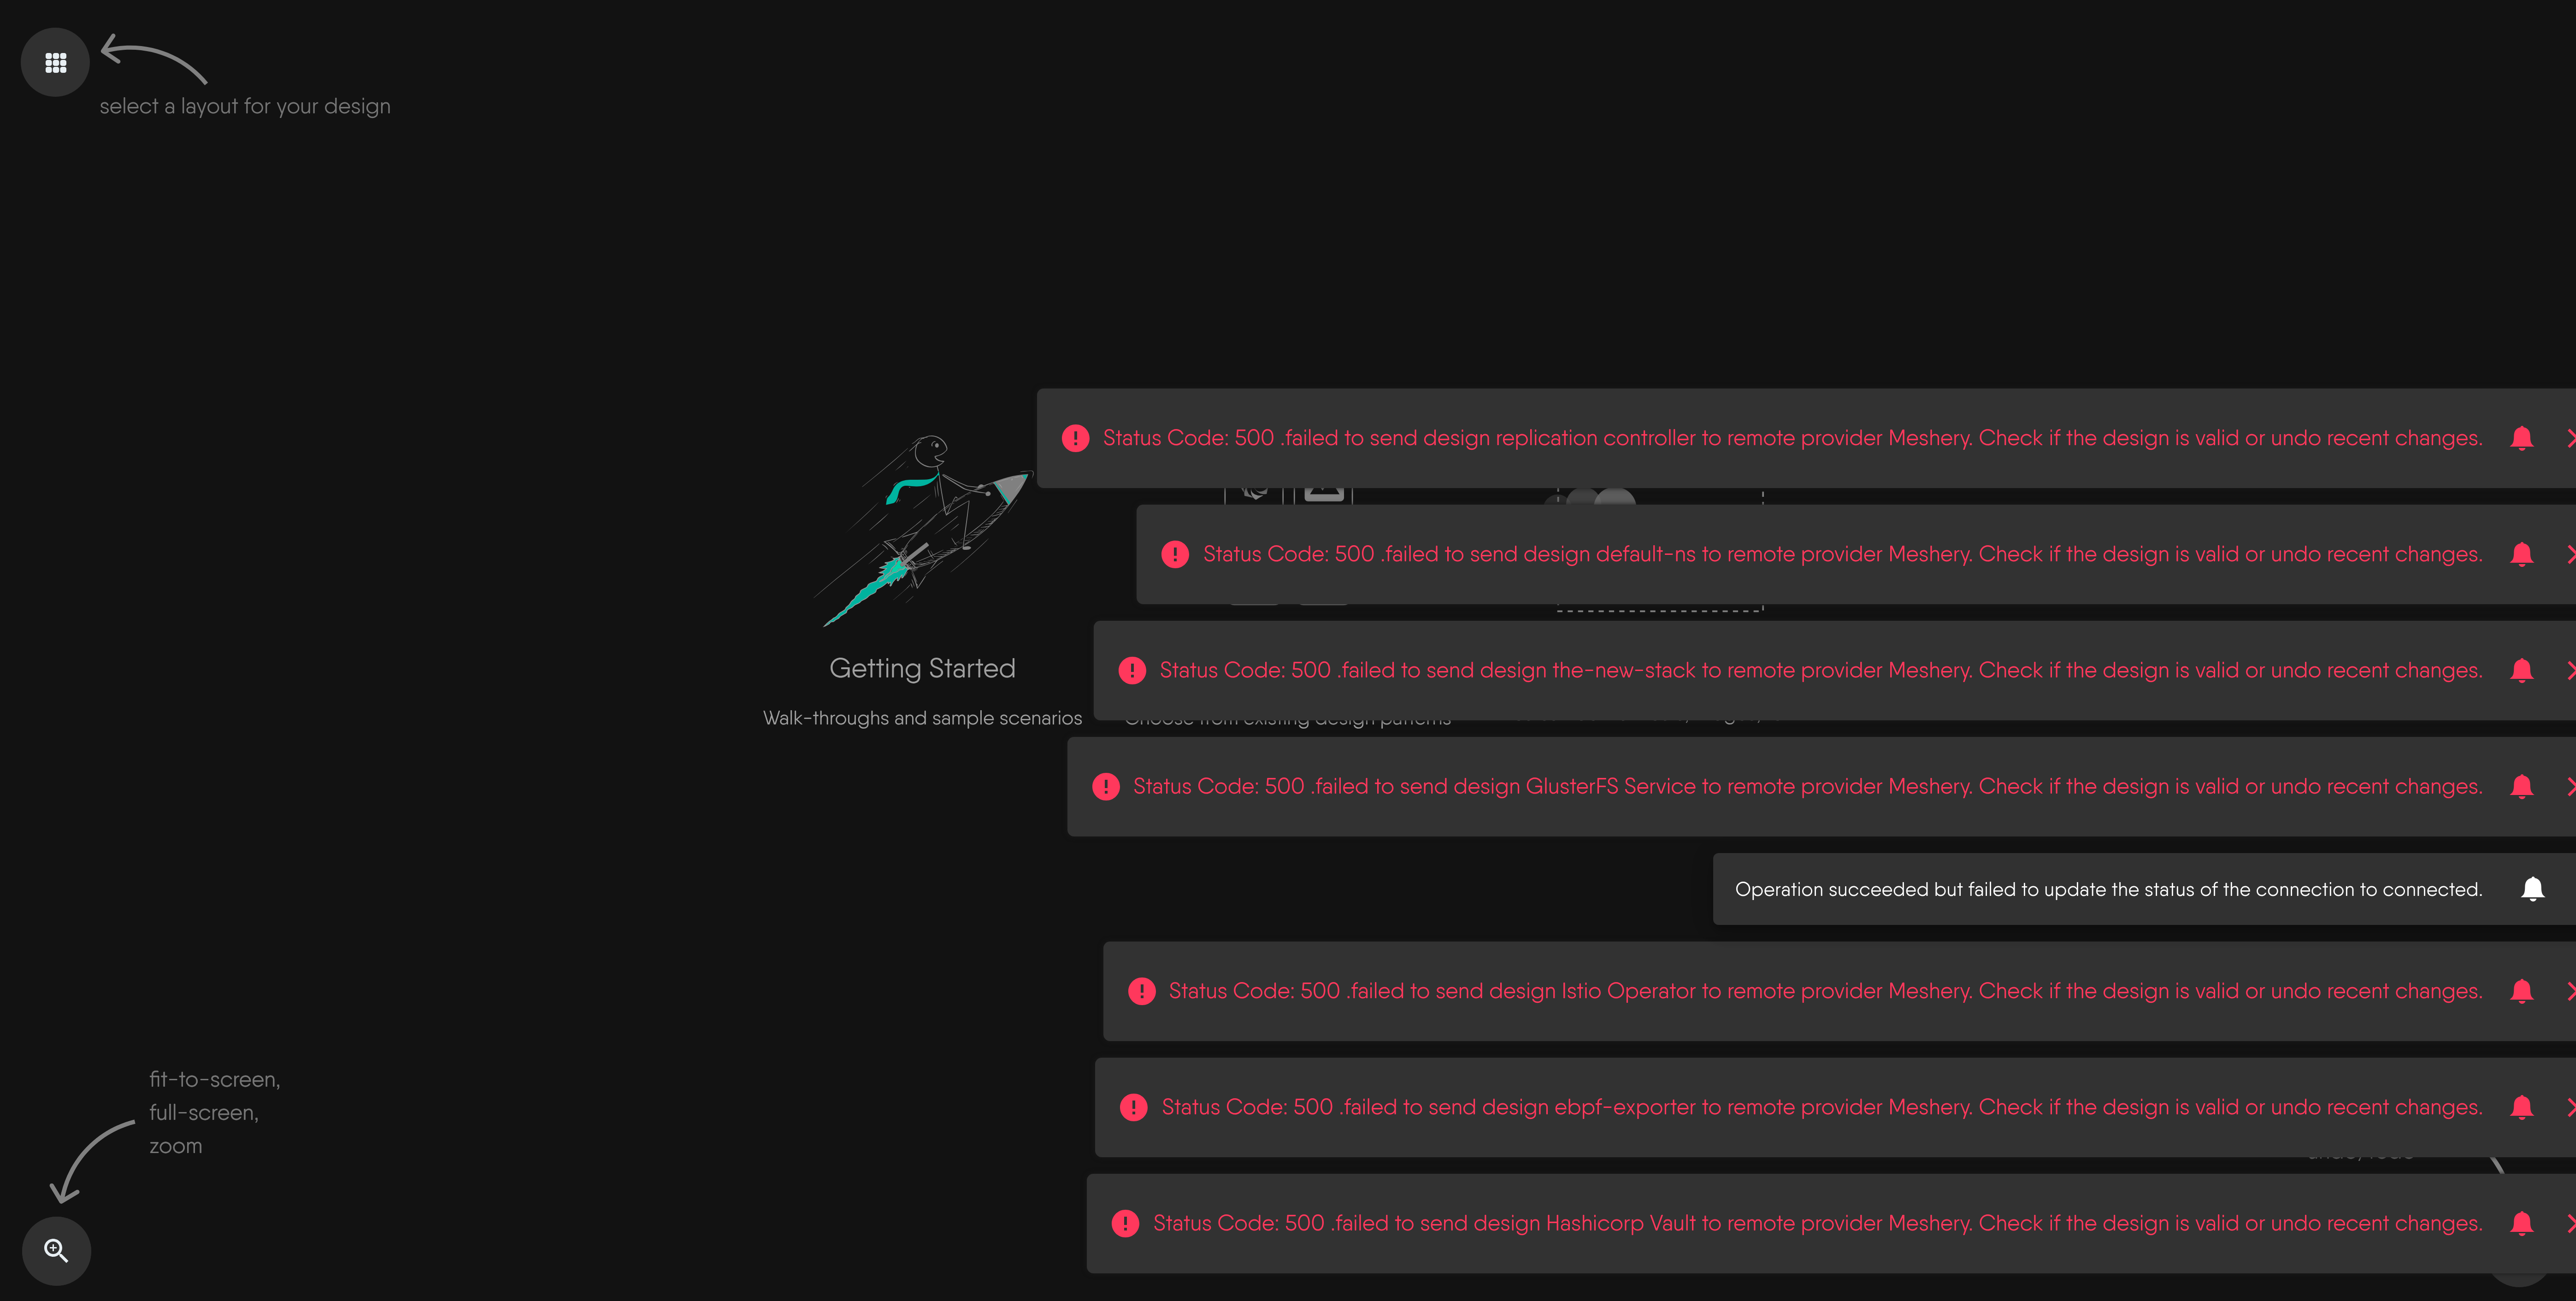 select a layout for your design
Status Code: 500 .failed to send design replication controller to remote provider Meshery. Check if the design is valid or undo recent changes.
Status Code: 500 .failed to send design default-ns to remote provider Meshery. Check if the design is valid or undo recent changes.
Getting Started
Status Code: 500 .failed to send design the-new-stack to remote provider Meshery. Check if the design is valid or undo recent changes.
Walk-throughs and sample scenarios
Choose from existing design patterns
Status Code: 500 .failed to send design GlusterFS Service to remote provider Meshery. Check if the design is valid or undo recent changes.
Operation succeeded but failed to update the status of the connection to connected.
Status Code: 500 .failed to send design Istio Operator to remote provider Meshery. Check if the design is valid or undo recent changes.
fit-to-screen,
full-screen,
zoom
Status Code: 500 .failed to send design ebpf-exporter to remote provider Meshery. Check if the design is valid or undo recent changes.
Status Code: 500 .failed to send design Hashicorp Vault to remote provider Meshery. Check if the design is valid or undo recent changes.